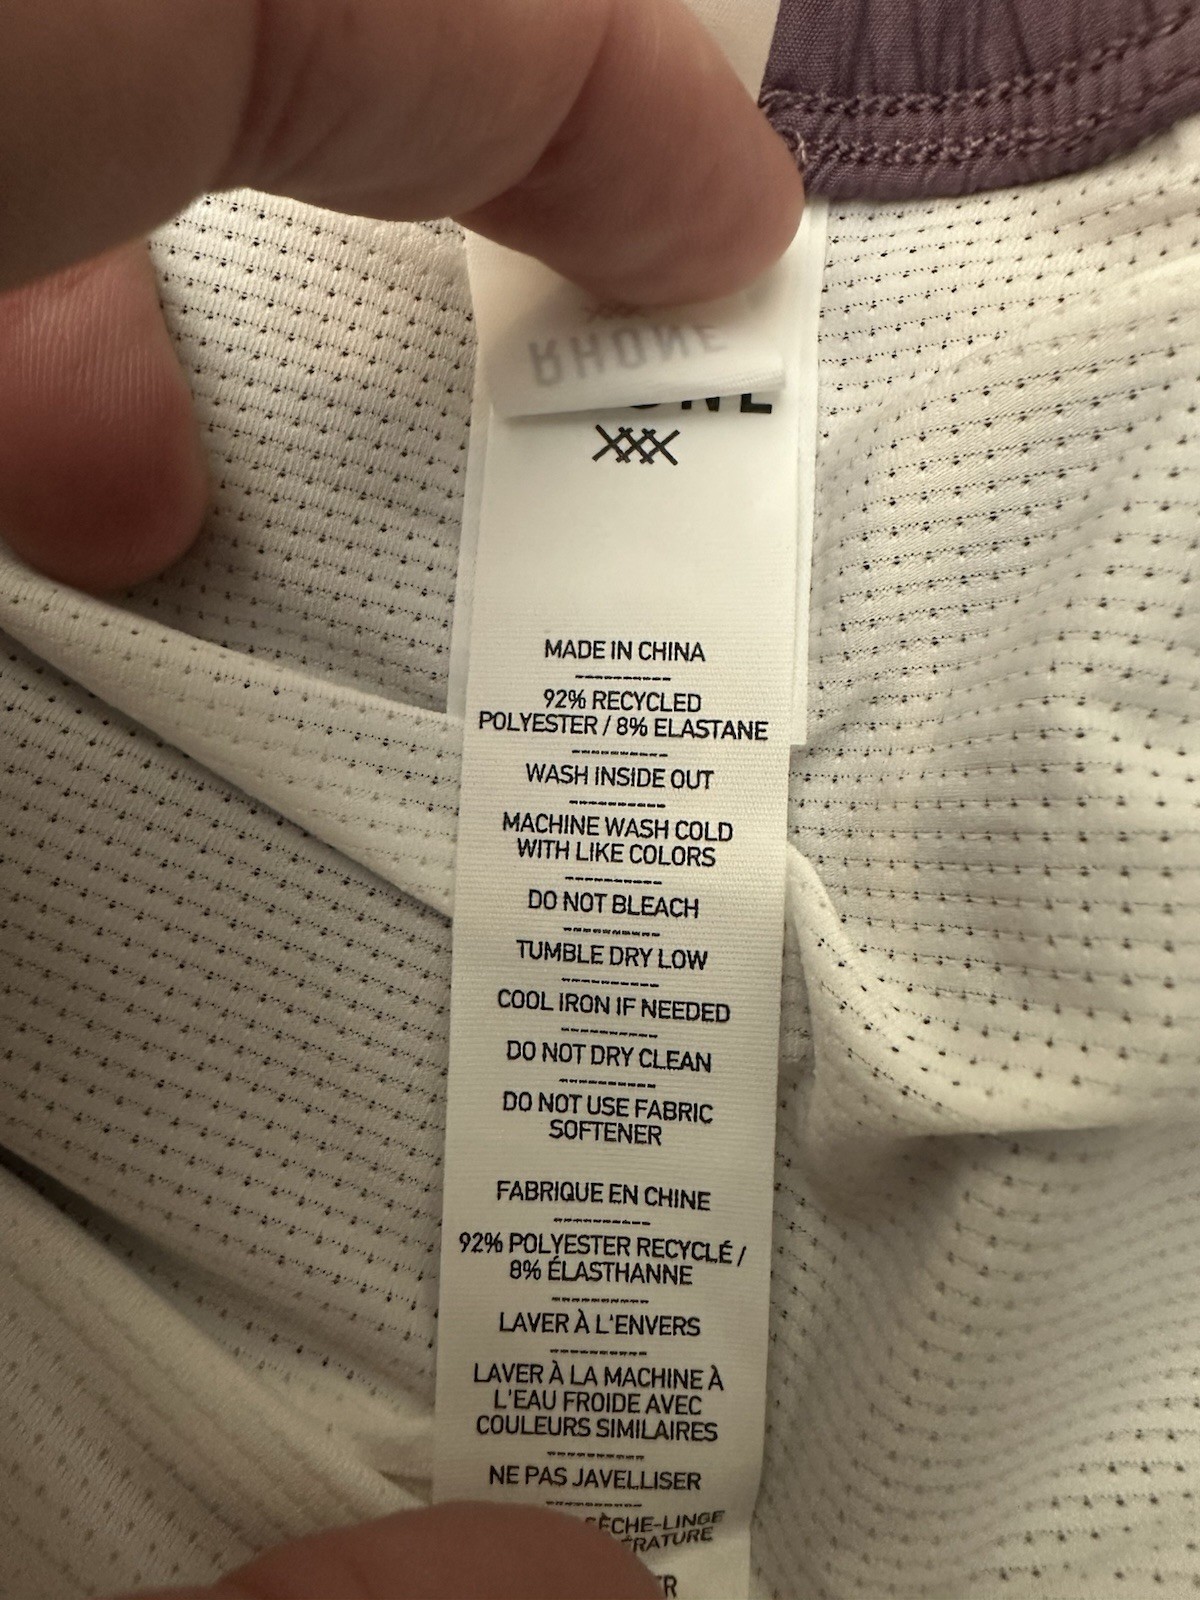 RHONE
MADE IN CHINA
92% RECYCLED
POLYESTER / 8% ELASTANE
WASH INSIDE OUT
MACHINE WASH COLD
WITH LIKE COLORS
DO NOT BLEACH
TUMBLE DRY LOW
COOL IRON IF NEEDED
DO NOT DRY CLEAN
DO NOT USE FABRIC
SOFTENER
FABRIQUE EN CHINE
92% POLYESTER RECYCLÉ /
8% ÉLASTHANNE
LAVER À L'ENVERS
LAVER À LA MACHINE À
L'EAU FROIDE AVEC
COULEURS SIMILAIRES
NE PAS JAVELLISER
SÈCHE-LINGE